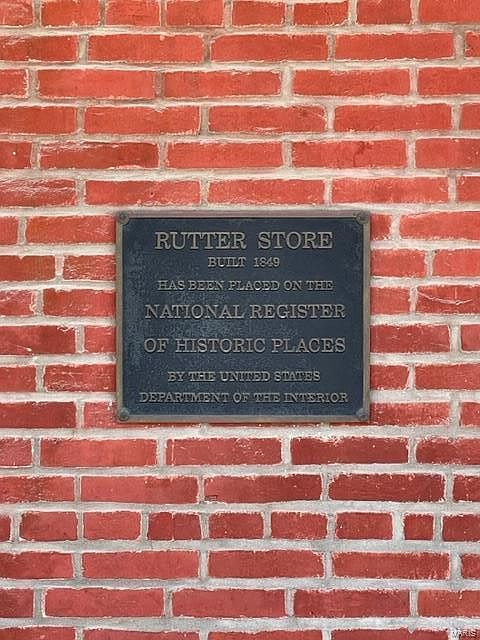 RUTTER STORE
BUILT 1849
HAS BEEN PLACED ON THE
NATIONAL REGISTER
OF HISTORIC PLACES
BY THE UNITED STATES
DEPARTMENT OF THE INTERIOR
©ARIS